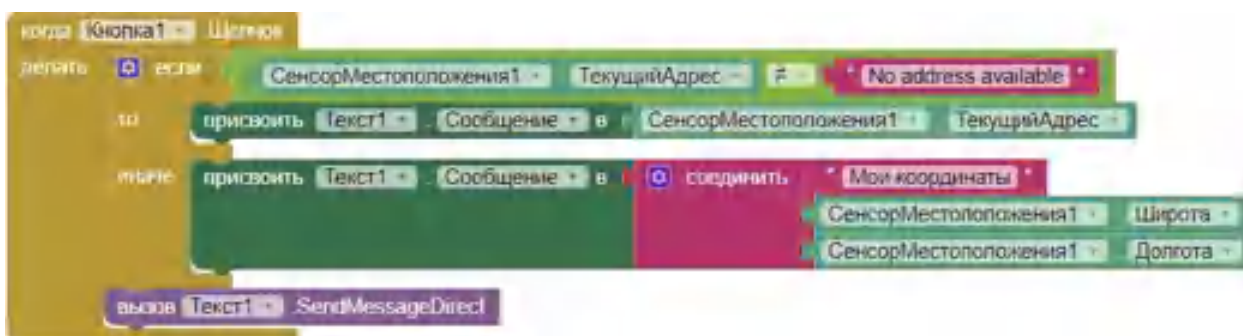 когда Кнопка1 Щелчок
делать если СенсорМестоположения1 ТекущийАдрес ≠ " No address available "
то присвоить Текст1 . Сообщение в СенсорМестоположения1 ТекущийАдрес
иначе присвоить Текст1 . Сообщение в соединить " Мои координаты "
СенсорМестоположения1 Широта
СенсорМестоположения1 Долгота
вызов Текст1 .SendMessageDirect